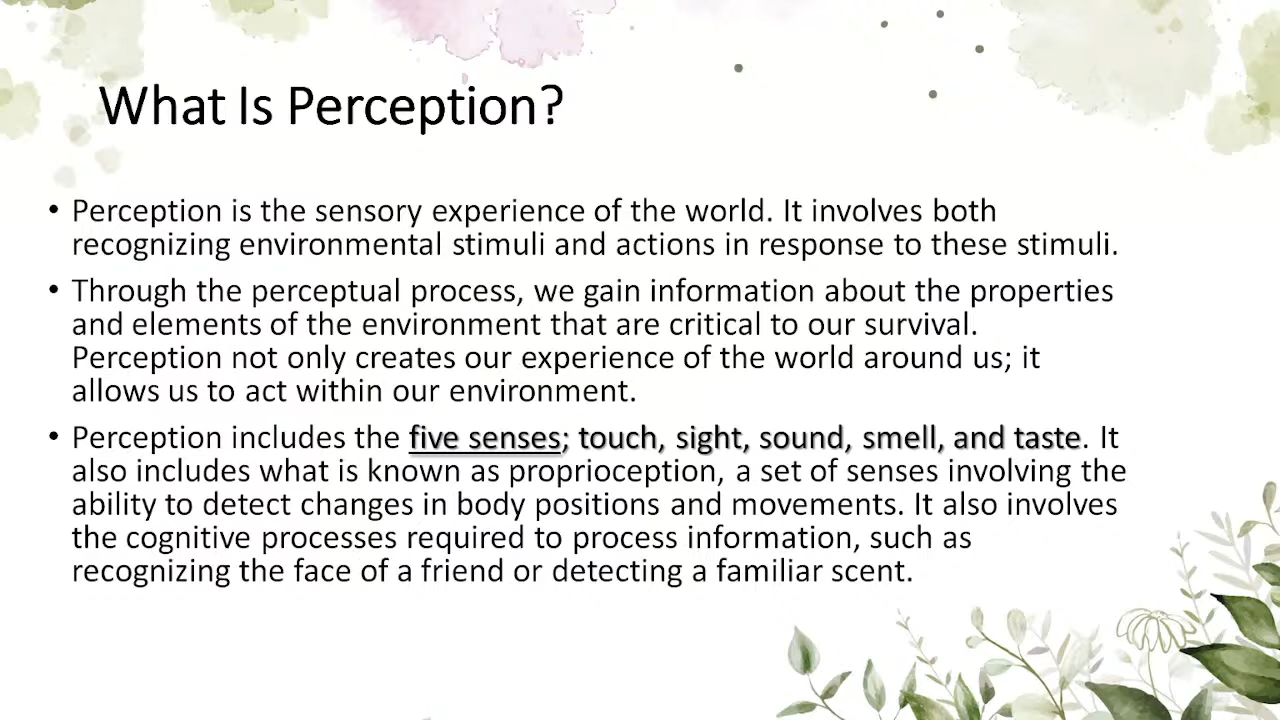 What Is Perception?
• Perception is the sensory experience of the world. It involves both
recognizing environmental stimuli and actions in response to these stimuli.
• Through the perceptual process, we gain information about the properties
and elements of the environment that are critical to our survival.
Perception not only creates our experience of the world around us; it
allows us to act within our environment.
• Perception includes the five senses; touch, sight, sound, smell, and taste. It
also includes what is known as proprioception, a set of senses involving the
ability to detect changes in body positions and movements. It also involves
the cognitive processes required to process information, such as
recognizing the face of a friend or detecting a familiar scent.